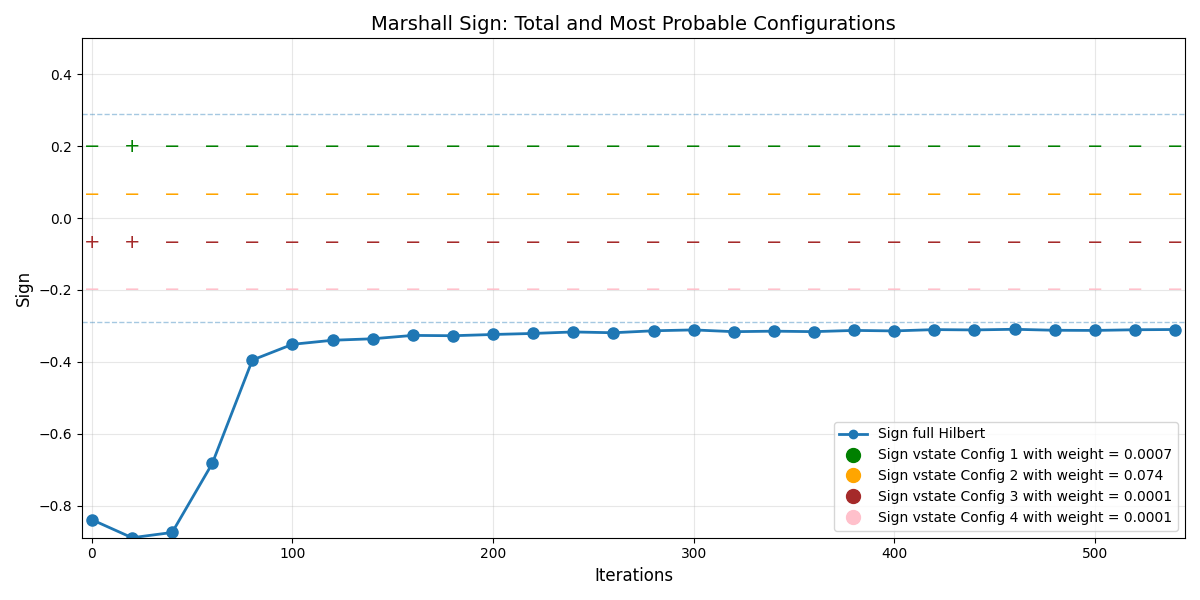 Marshall Sign: Total and Most Probable Configurations
Sign
0.4
0.2
0.0
−0.2
−0.4
−0.6
−0.8
Sign full Hilbert
Sign vstate Config 1 with weight = 0.0007
Sign vstate Config 2 with weight = 0.074
Sign vstate Config 3 with weight = 0.0001
Sign vstate Config 4 with weight = 0.0001
0 100 200 300 400 500
Iterations